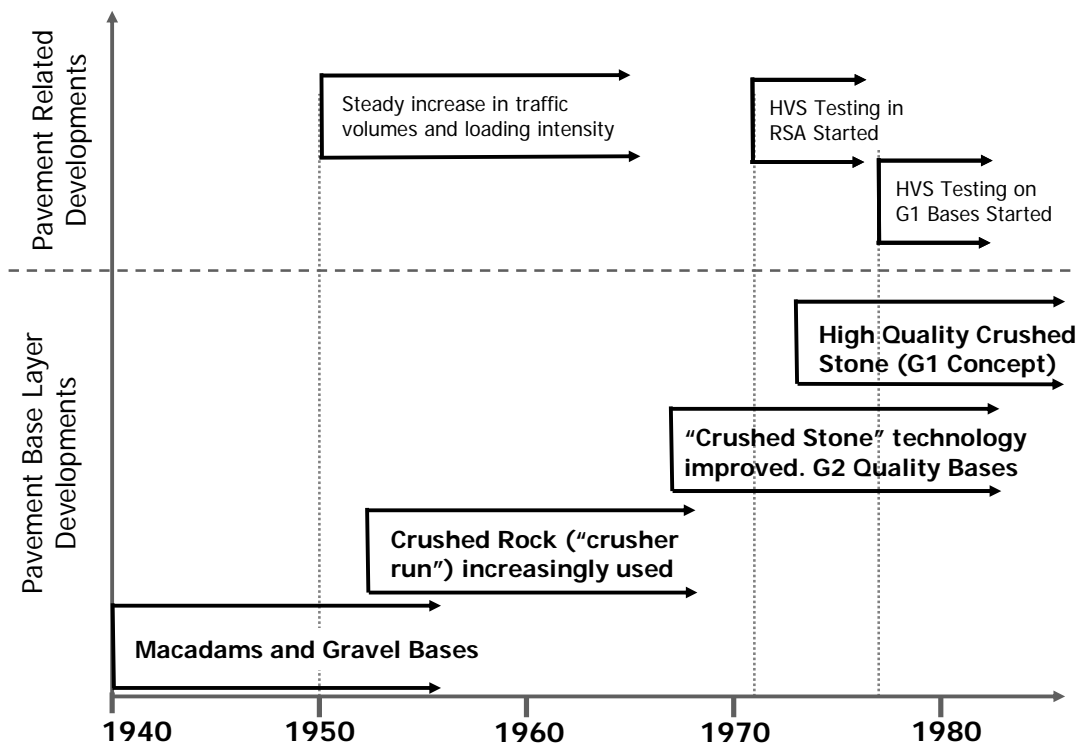 Pavement Related
Developments
Steady increase in traffic
volumes and loading intensity
HVS Testing in
RSA Started
HVS Testing on
G1 Bases Started
Pavement Base Layer
Developments
High Quality Crushed
Stone (G1 Concept)
“Crushed Stone” technology
improved. G2 Quality Bases
Crushed Rock (“crusher
run”) increasingly used
Macadams and Gravel Bases
1940
1950
1960
1970
1980